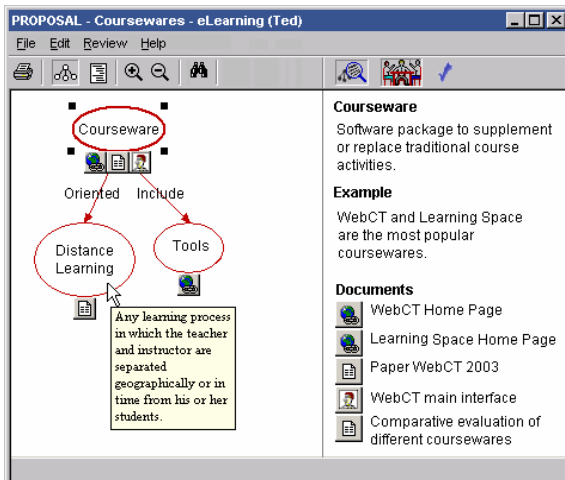 PROPOSAL - Coursewares - eLearning (Ted)
File Edit Review Help
Courseware
Oriented Include
Distance
Learning
Tools
Any learning process
in which the teacher
and instructor are
separated
geographically or in
time from his or her
students.
Courseware
Software package to supplement
or replace traditional course
activities.
Example
WebCT and Learning Space
are the most popular
coursewares.
Documents
WebCT Home Page
Learning Space Home Page
Paper WebCT 2003
WebCT main interface
Comparative evaluation of
different coursewares